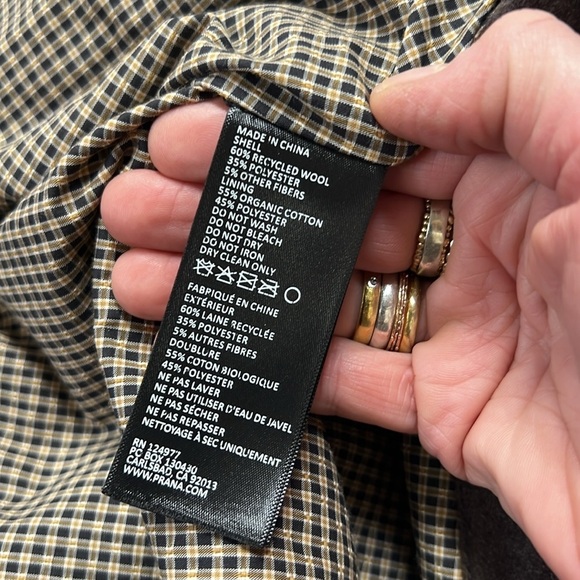 MADE IN CHINA
SHELL
60% RECYCLED WOOL
35% POLYESTER
5% OTHER FIBERS
LINING
55% ORGANIC COTTON
45% POLYESTER
DO NOT WASH
DO NOT BLEACH
DO NOT DRY
DO NOT IRON
DRY CLEAN ONLY
FABRIQUÉ EN CHINE
EXTÉRIEUR
60% LAINE RECYCLÉE
35% POLYESTER
5% AUTRES FIBRES
DOUBLURE
55% COTON BIOLOGIQUE
45% POLYESTER
NE PAS LAVER
NE PAS UTILISER D'EAU DE JAVEL
NE PAS SÉCHER
NE PAS REPASSER
NETTOYAGE À SEC UNIQUEMENT
RN 124977
PC BOX 130430
CARLSBAD, CA 92013
WWW.PRANA.COM